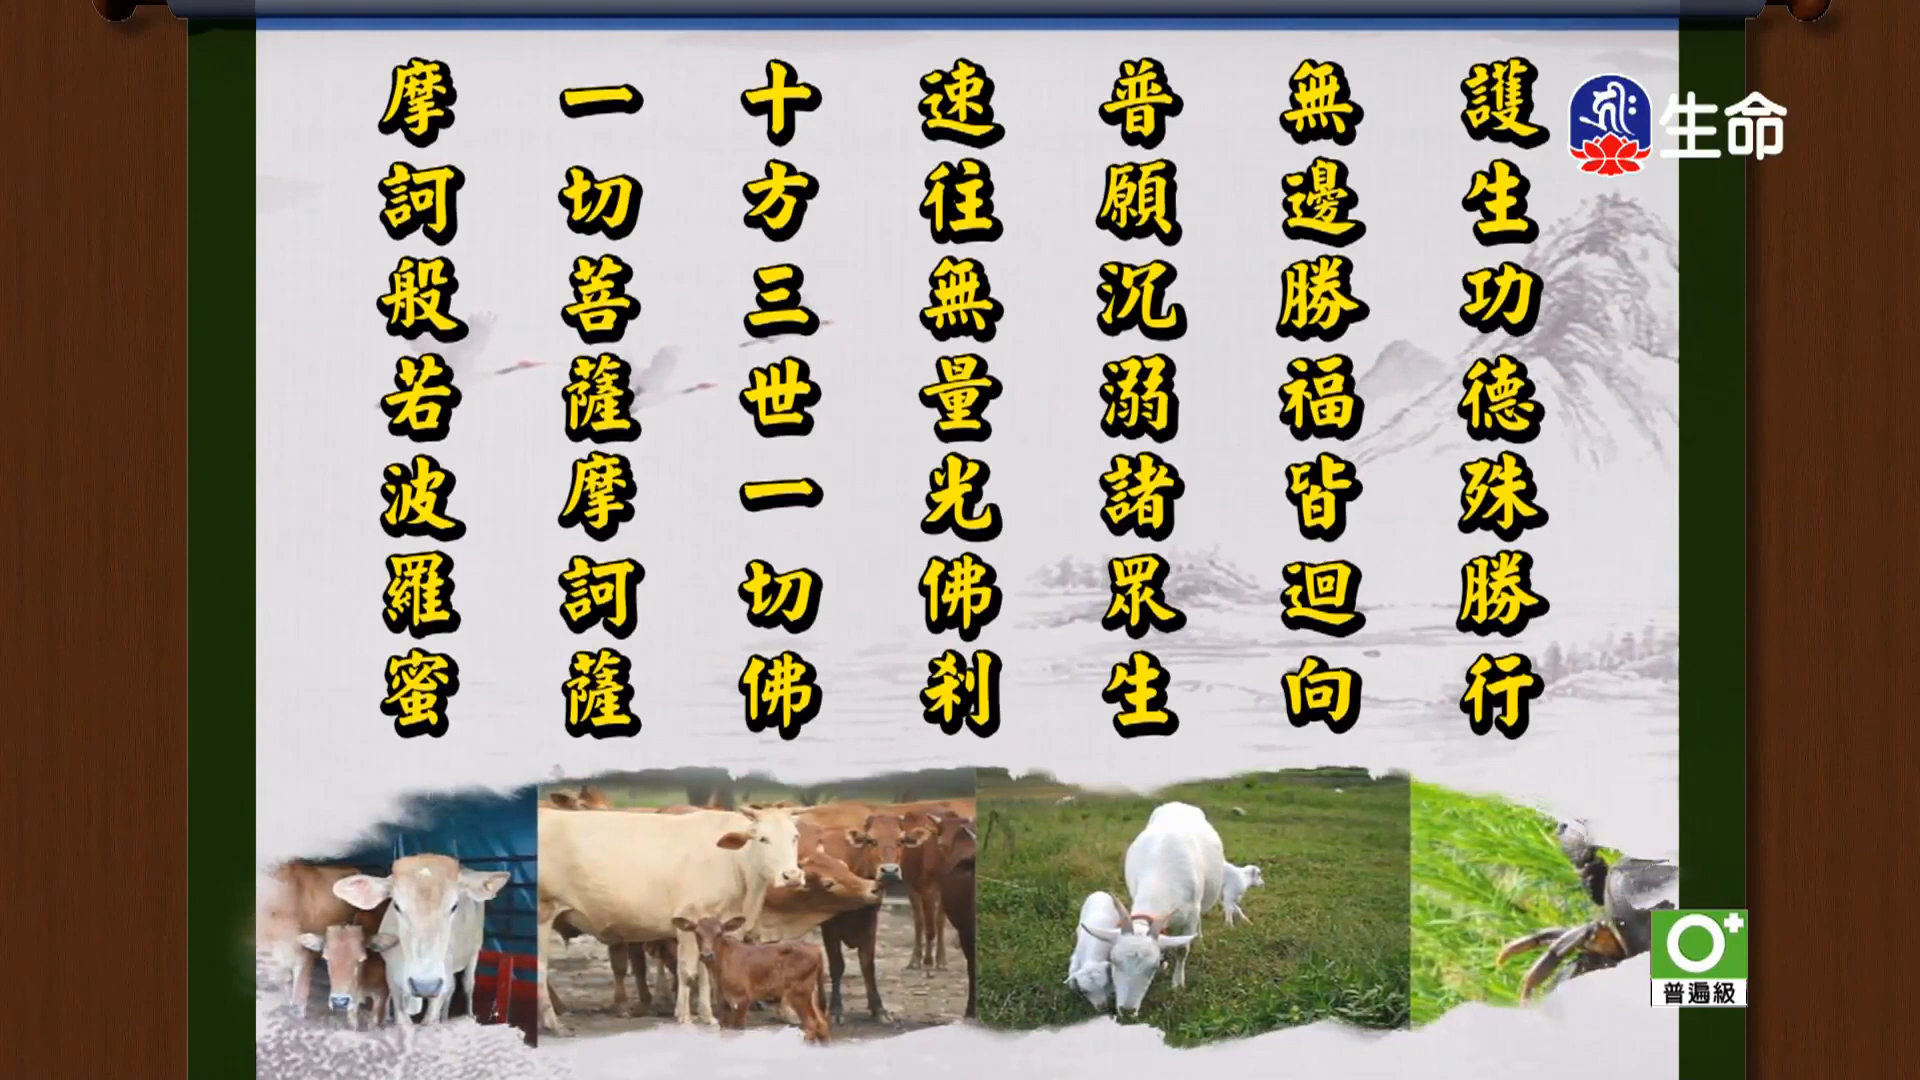 護生功德殊勝行
無邊勝福皆迴向
普願沉溺諸眾生
速往無量光佛剎
十方三世一切佛
一切菩薩摩訶薩
摩訶般若波羅蜜
生命
普遍級